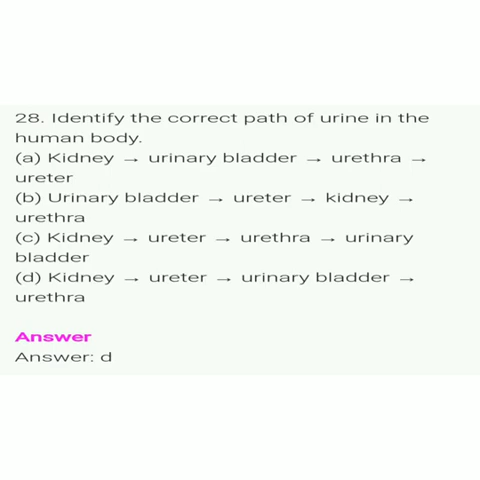 28. Identify the correct path of urine in the
human body.
(a) Kidney → urinary bladder → urethra →
ureter
(b) Urinary bladder → ureter → kidney →
urethra
(c) Kidney → ureter → urethra → urinary
bladder
(d) Kidney → ureter → urinary bladder →
urethra
Answer
Answer: d